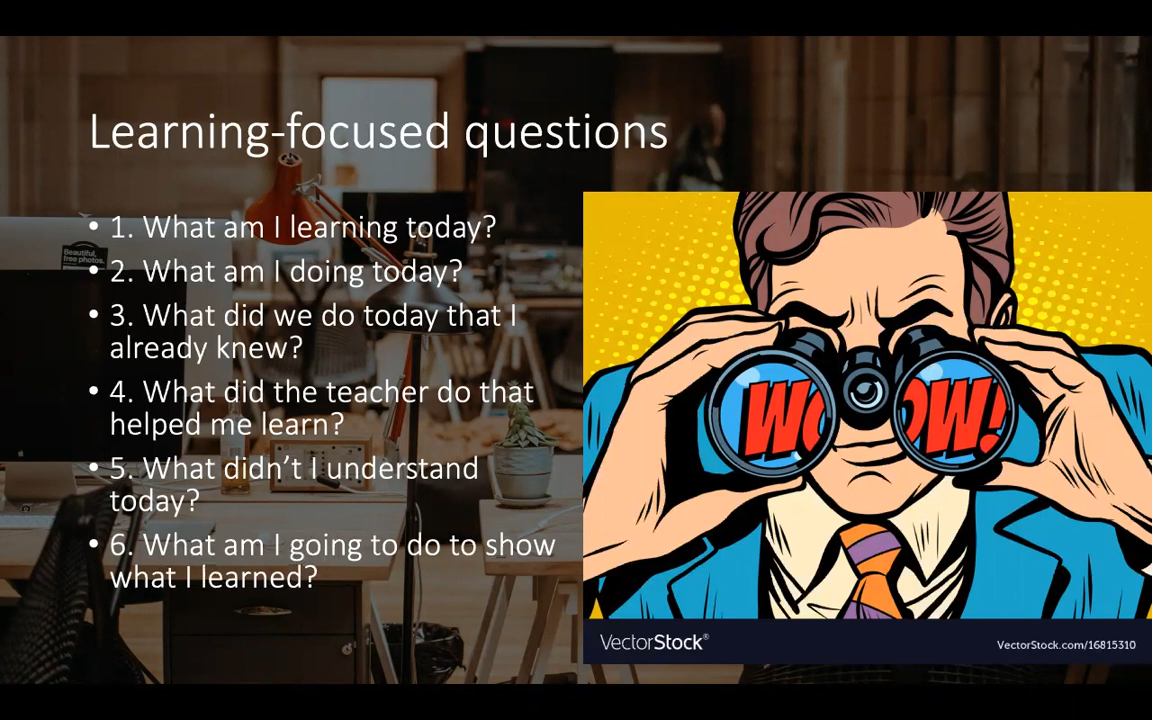 Learning-focused questions
• 1. What am I learning today?
• 2. What am I doing today?
• 3. What did we do today that I
already knew?
• 4. What did the teacher do that
helped me learn?
• 5. What didn’t I understand
today?
• 6. What am I going to do to show
what I learned?
Beautiful,
free photos.
WO
OW!
VectorStock®
VectorStock.com/16815310